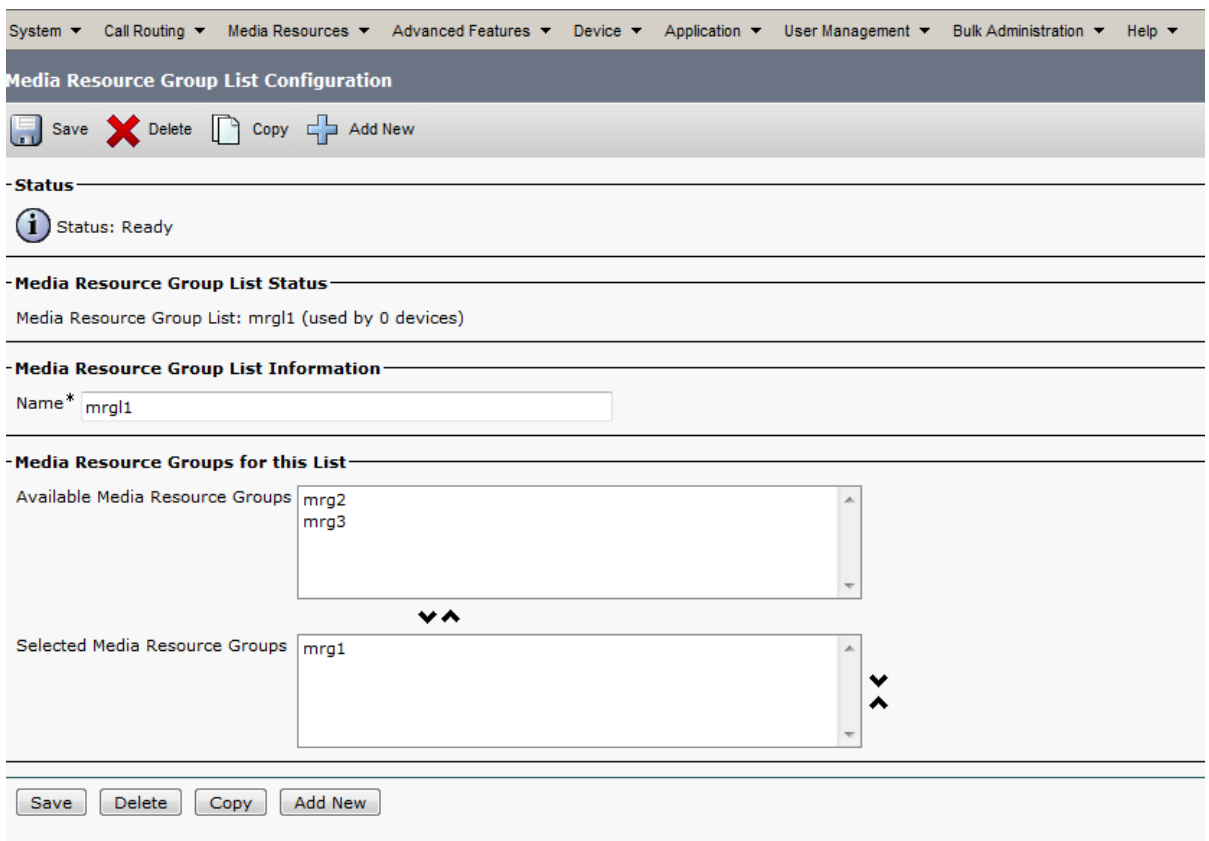 System Call Routing Media Resources Advanced Features Device Application User Management Bulk Administration Help
Media Resource Group List Configuration
Save Delete Copy Add New
Status
Status: Ready
Media Resource Group List Status
Media Resource Group List: mrgl1 (used by 0 devices)
Media Resource Group List Information
Name* mrgl1
Media Resource Groups for this List
Available Media Resource Groups mrg2
mrg3
Selected Media Resource Groups mrg1
Save Delete Copy Add New